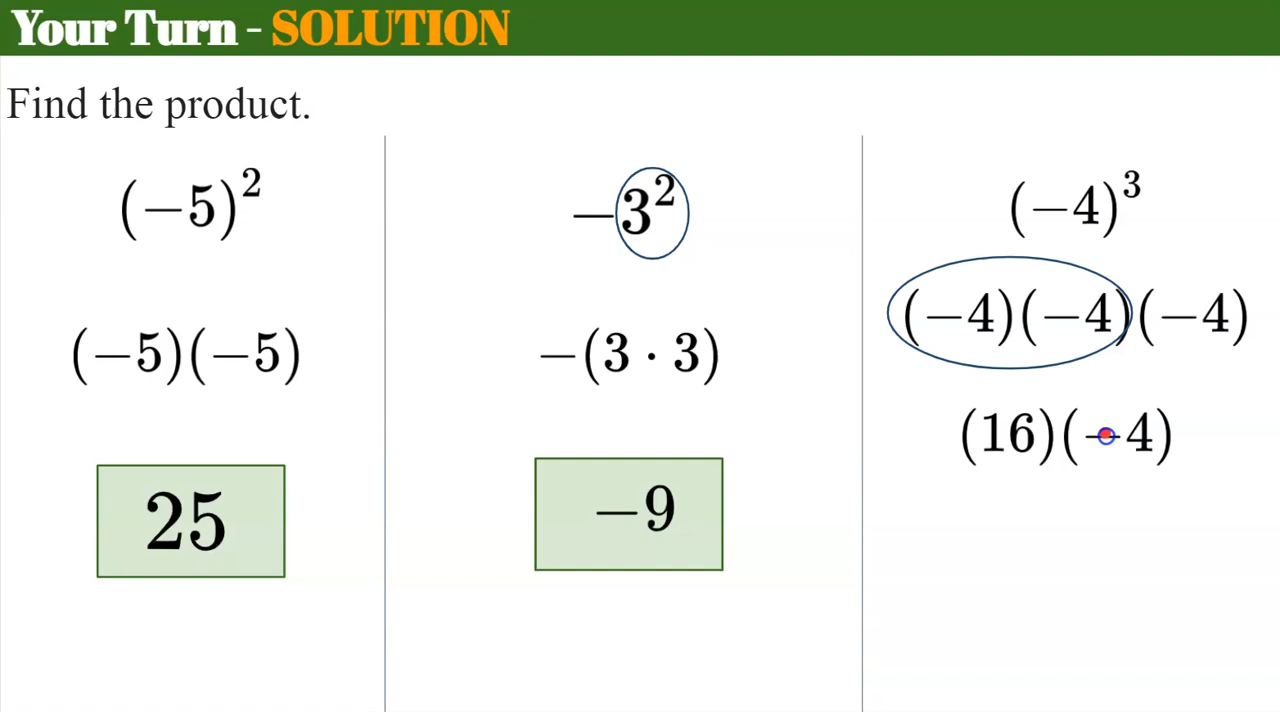 Your Turn - SOLUTION
Find the product.
(−5)²
(−5)(−5)
25
−3²
−(3 · 3)
−9
(−4)³
(−4)(−4)(−4)
(16)(−4)